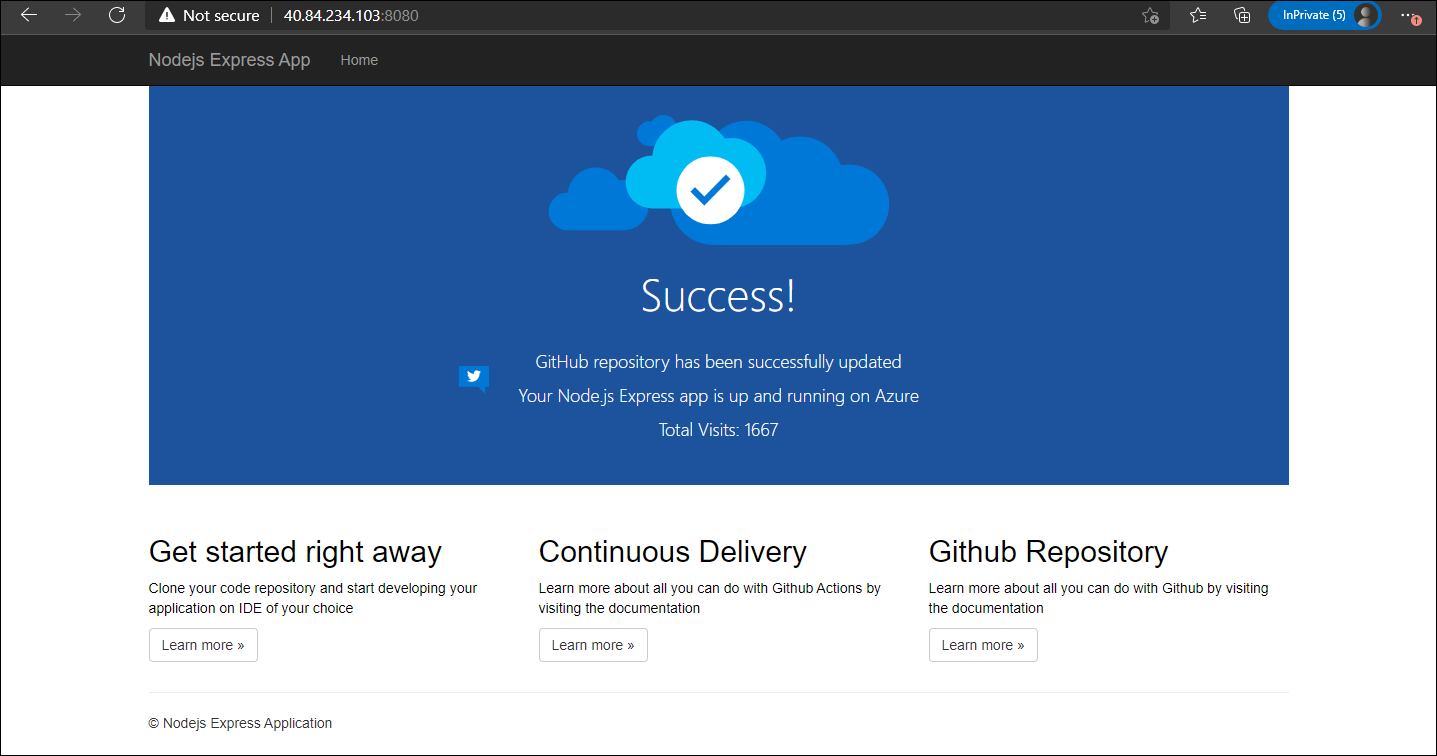 Not secure
40.84.234.103:8080
InPrivate (5)
Nodejs Express App
Home
Success!
GitHub repository has been successfully updated
Your Node.js Express app is up and running on Azure
Total Visits: 1667
Get started right away
Clone your code repository and start developing your
application on IDE of your choice
Learn more »
Continuous Delivery
Learn more about all you can do with Github Actions by
visiting the documentation
Learn more »
Github Repository
Learn more about all you can do with Github by visiting
the documentation
Learn more »
© Nodejs Express Application